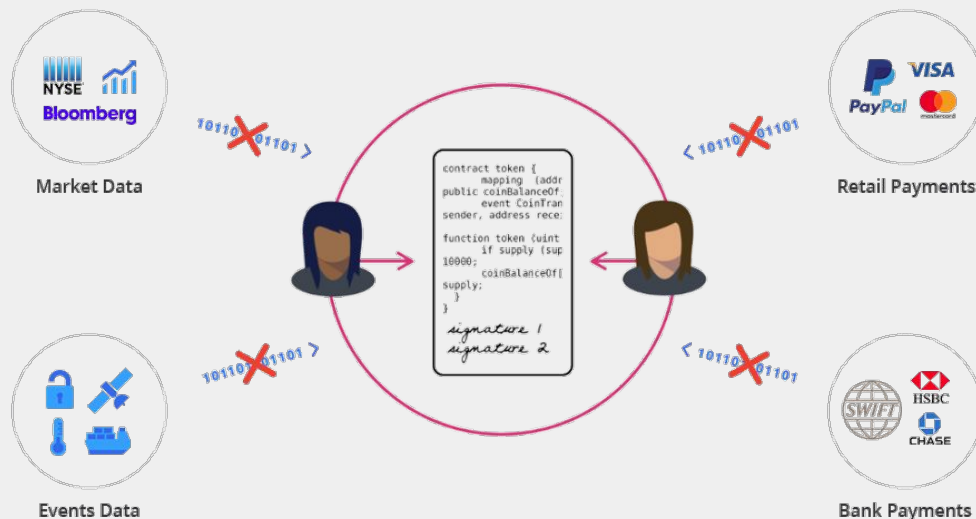 NYSE
Bloomberg
Market Data
10110 01101 >
PayPal
VISA
mastercard
Retail Payments
< 10110 01101
contract token {
mapping (addr
public coinBalanceOf;
event CoinTran
sender, address rece
function token (uint
if supply (sup
10000;
coinBalanceOf[
supply;
}
}
signature 1
signature 2
10110 01101 >
Events Data
< 10110 01101
SWIFT
HSBC
CHASE
Bank Payments